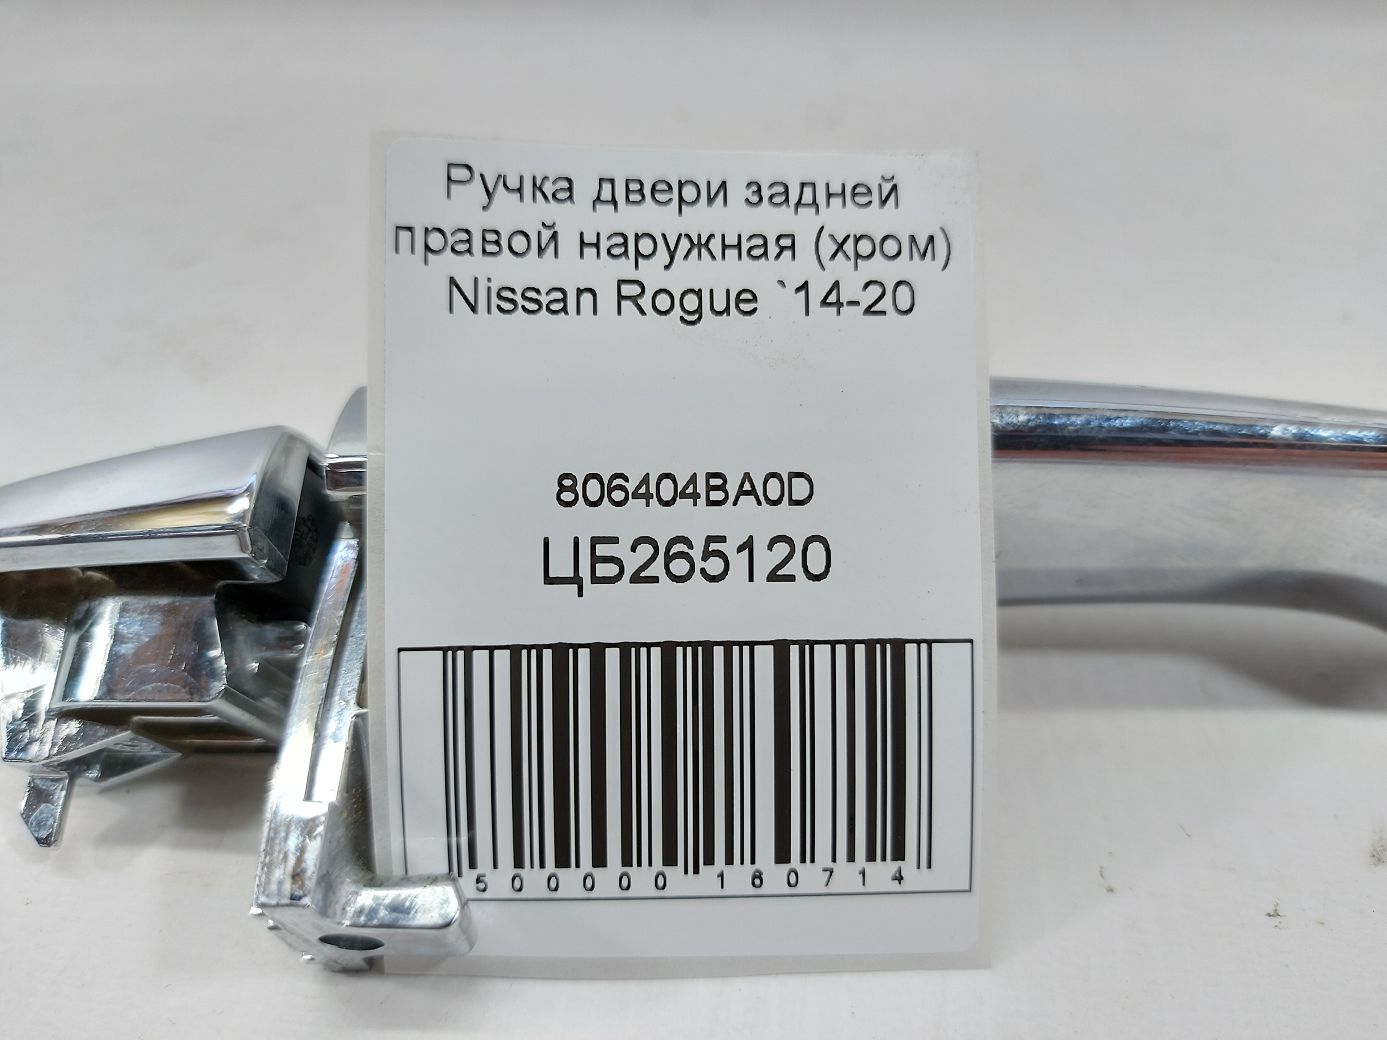 Ручка двери задней
правой наружная (хром)
Nissan Rogue `14-20
806404BA0D
ЦБ265120
500000 160714